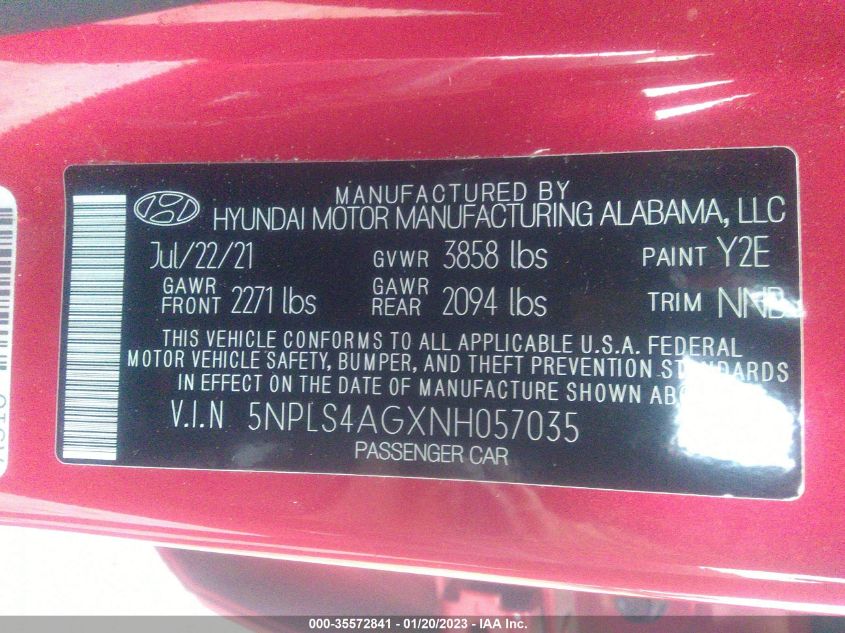 MANUFACTURED BY
HYUNDAI MOTOR MANUFACTURING ALABAMA, LLC
Jul/22/21 GVWR 3858 lbs PAINT Y2E
GAWR FRONT 2271 lbs GAWR REAR 2094 lbs TRIM NNB
THIS VEHICLE CONFORMS TO ALL APPLICABLE U.S.A. FEDERAL
MOTOR VEHICLE SAFETY, BUMPER, AND THEFT PREVENTION STANDARDS
IN EFFECT ON THE DATE OF MANUFACTURE SHOWN
V.I.N 5NPLS4AGXNH057035
PASSENGER CAR
000-35572841 — 01/20/2023 - IAA Inc.